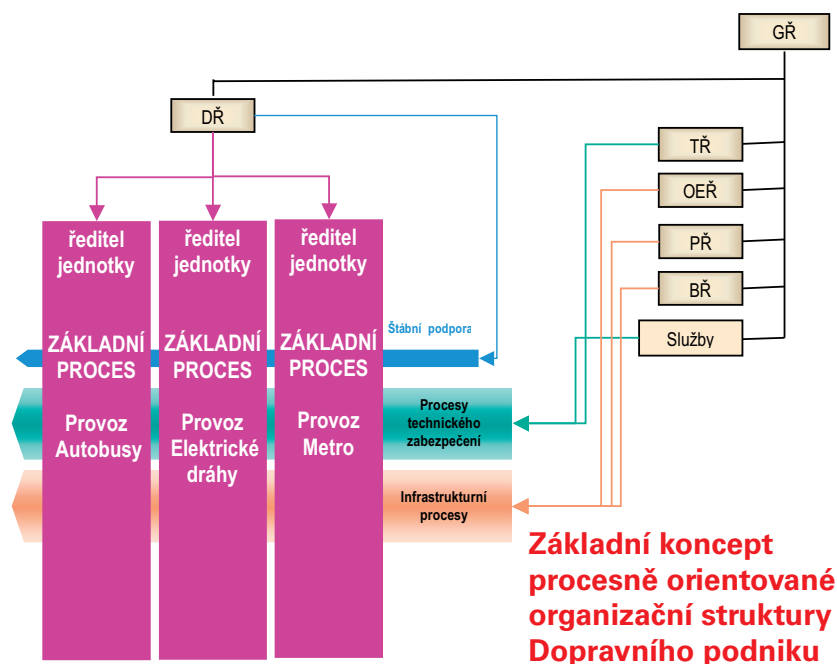 GŘ
DŘ
TŘ
OEŘ
PŘ
BŘ
Služby
ředitel
jednotky
ZÁKLADNÍ
PROCES
Provoz
Autobusy
ředitel
jednotky
ZÁKLADNÍ
PROCES
Provoz
Elektrické
dráhy
ředitel
jednotky
ZÁKLADNÍ
PROCES
Provoz
Metro
Štábní podpora
Procesy
technického
zabezpečení
Infrastrukturní
procesy
Základní koncept
procesně orientované
organizační struktury
Dopravního podniku